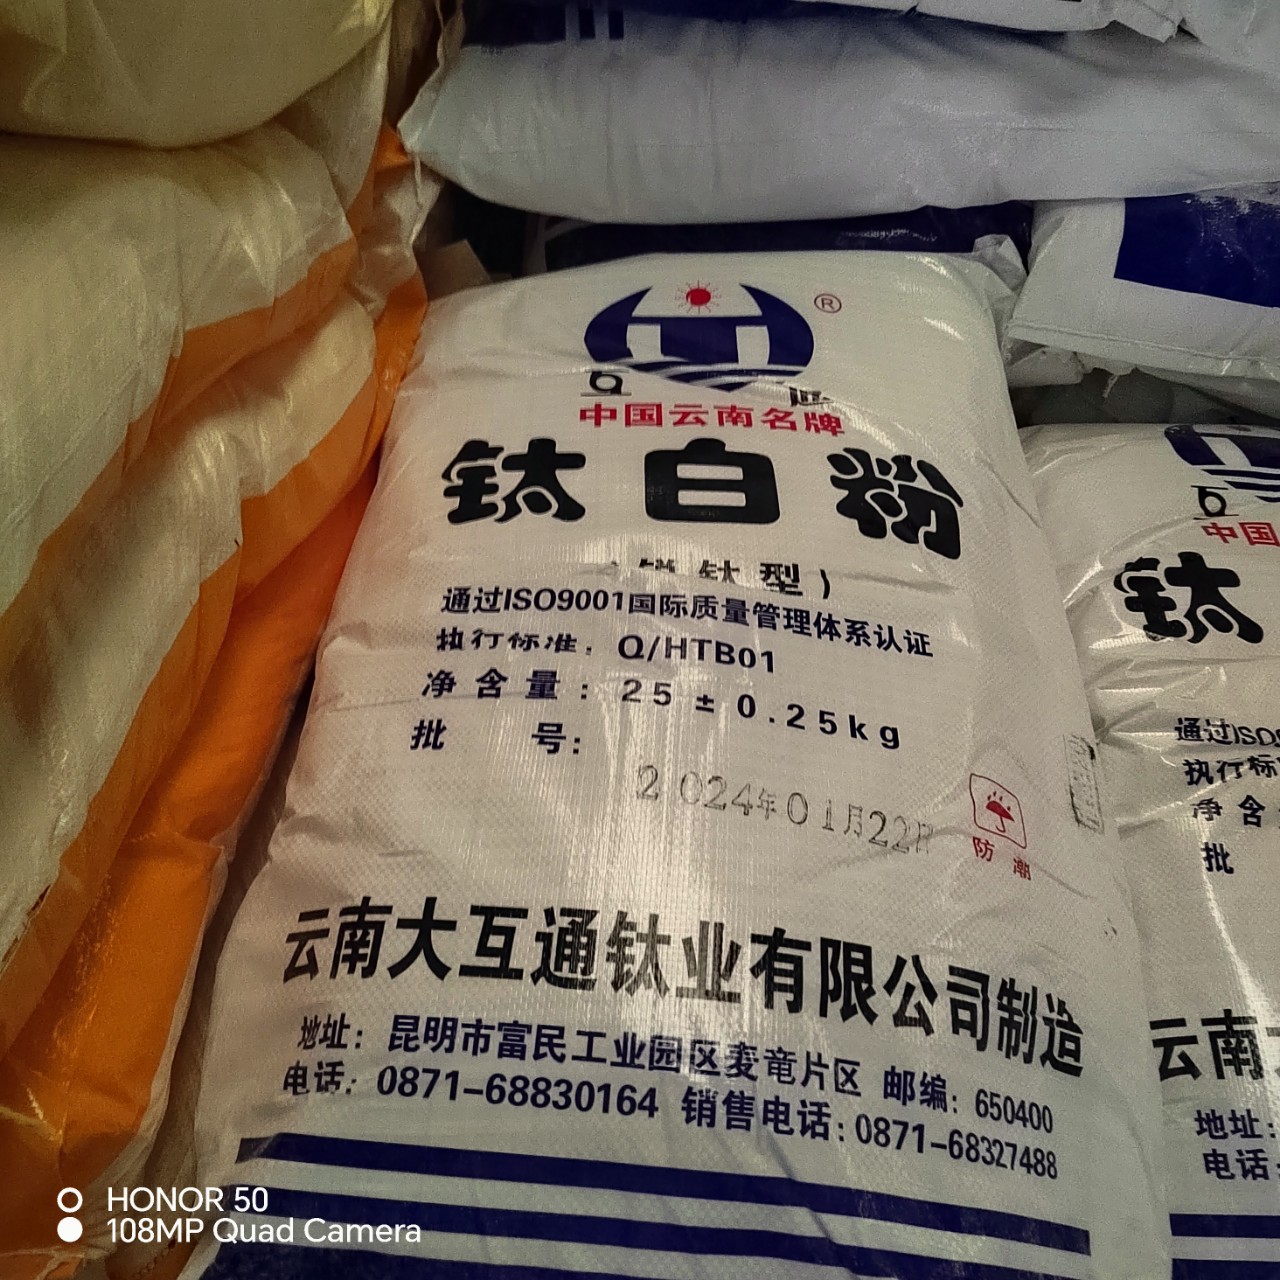 ®
互 通
中国云南名牌
钛白粉
钛型)
通过ISO9001国际质量管理体系认证
执行标准: Q/HTB01
净含量: 25±0.25kg
批 号:
2024年01月22日
防潮
云南大互通钛业有限公司制造
地址: 昆明市富民工业园区麦竜片区 邮编: 650400
电话: 0871-68830164 销售电话: 0871-68327488
互
中国
钛
通过ISO
执行标
净含
批
云南
地址:
电话
HONOR 50
108MP Quad Camera